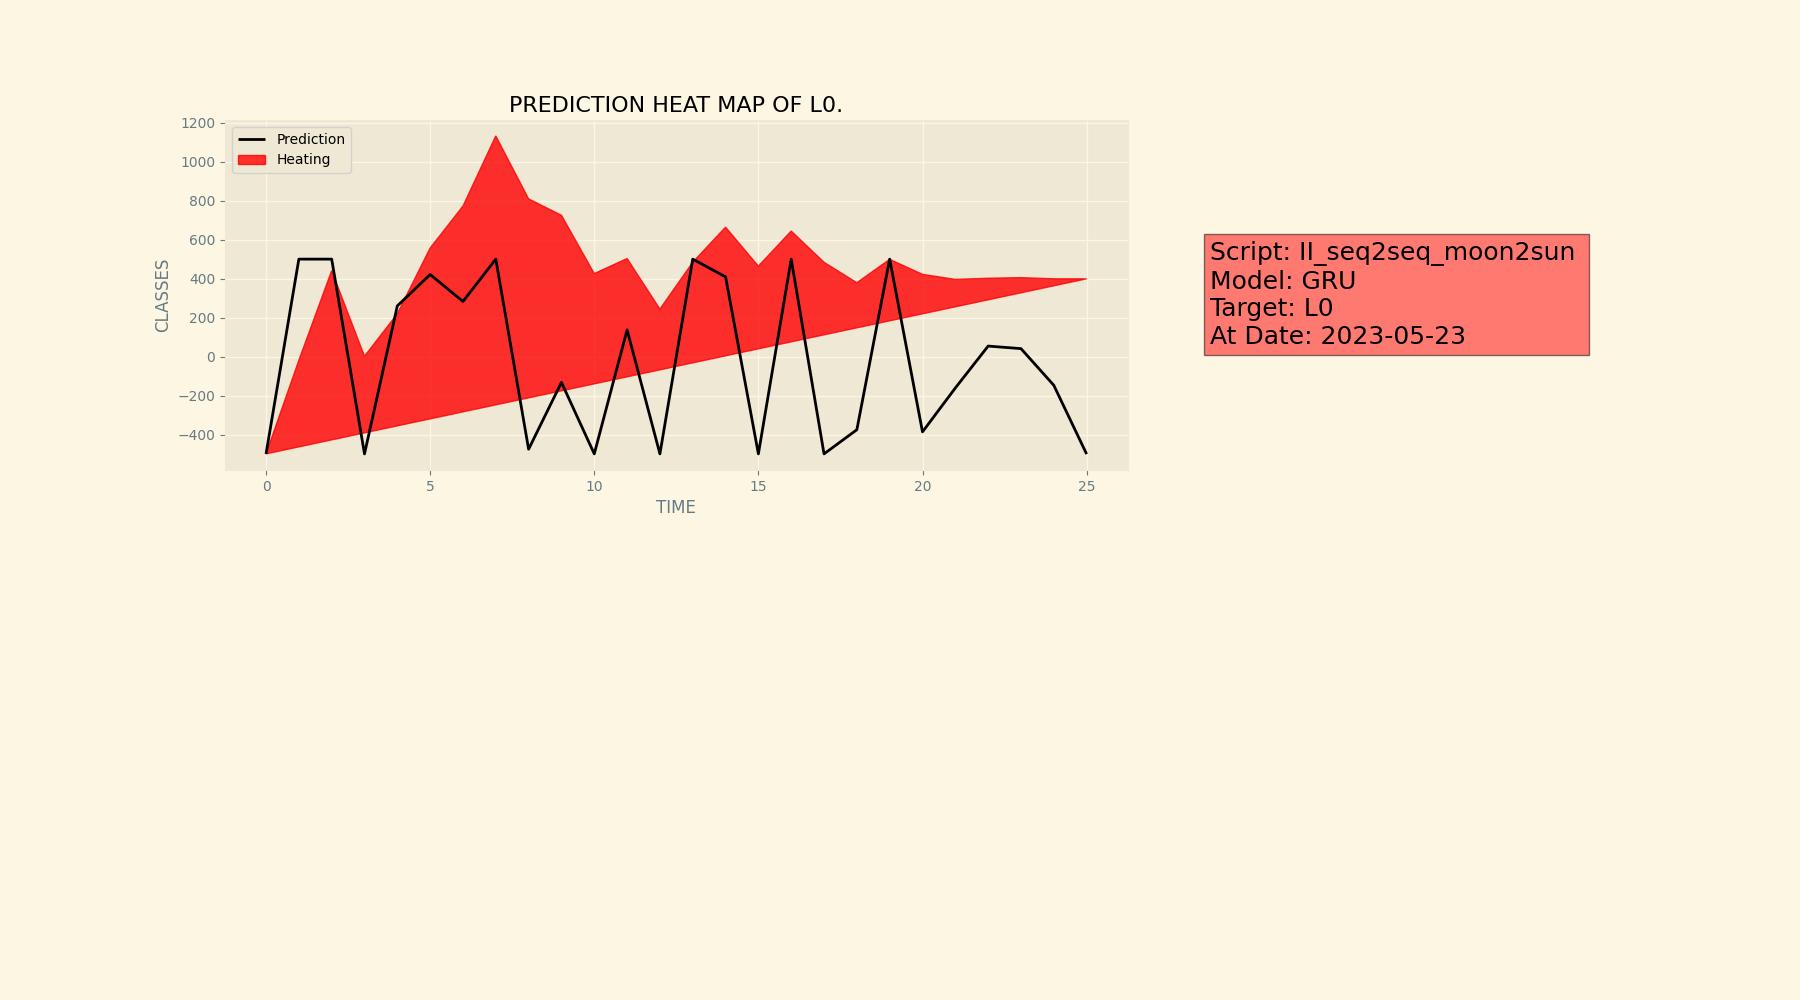 PREDICTION HEAT MAP OF L0.
1200
1000
800
600
400
200
0
−200
−400
CLASSES
Prediction
Heating
0 5 10 15 20 25
TIME
Script: II_seq2seq_moon2sun
Model: GRU
Target: L0
At Date: 2023-05-23